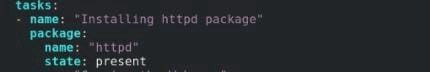 tasks:
- name: "Installing httpd package"
package:
name: "httpd"
state: present